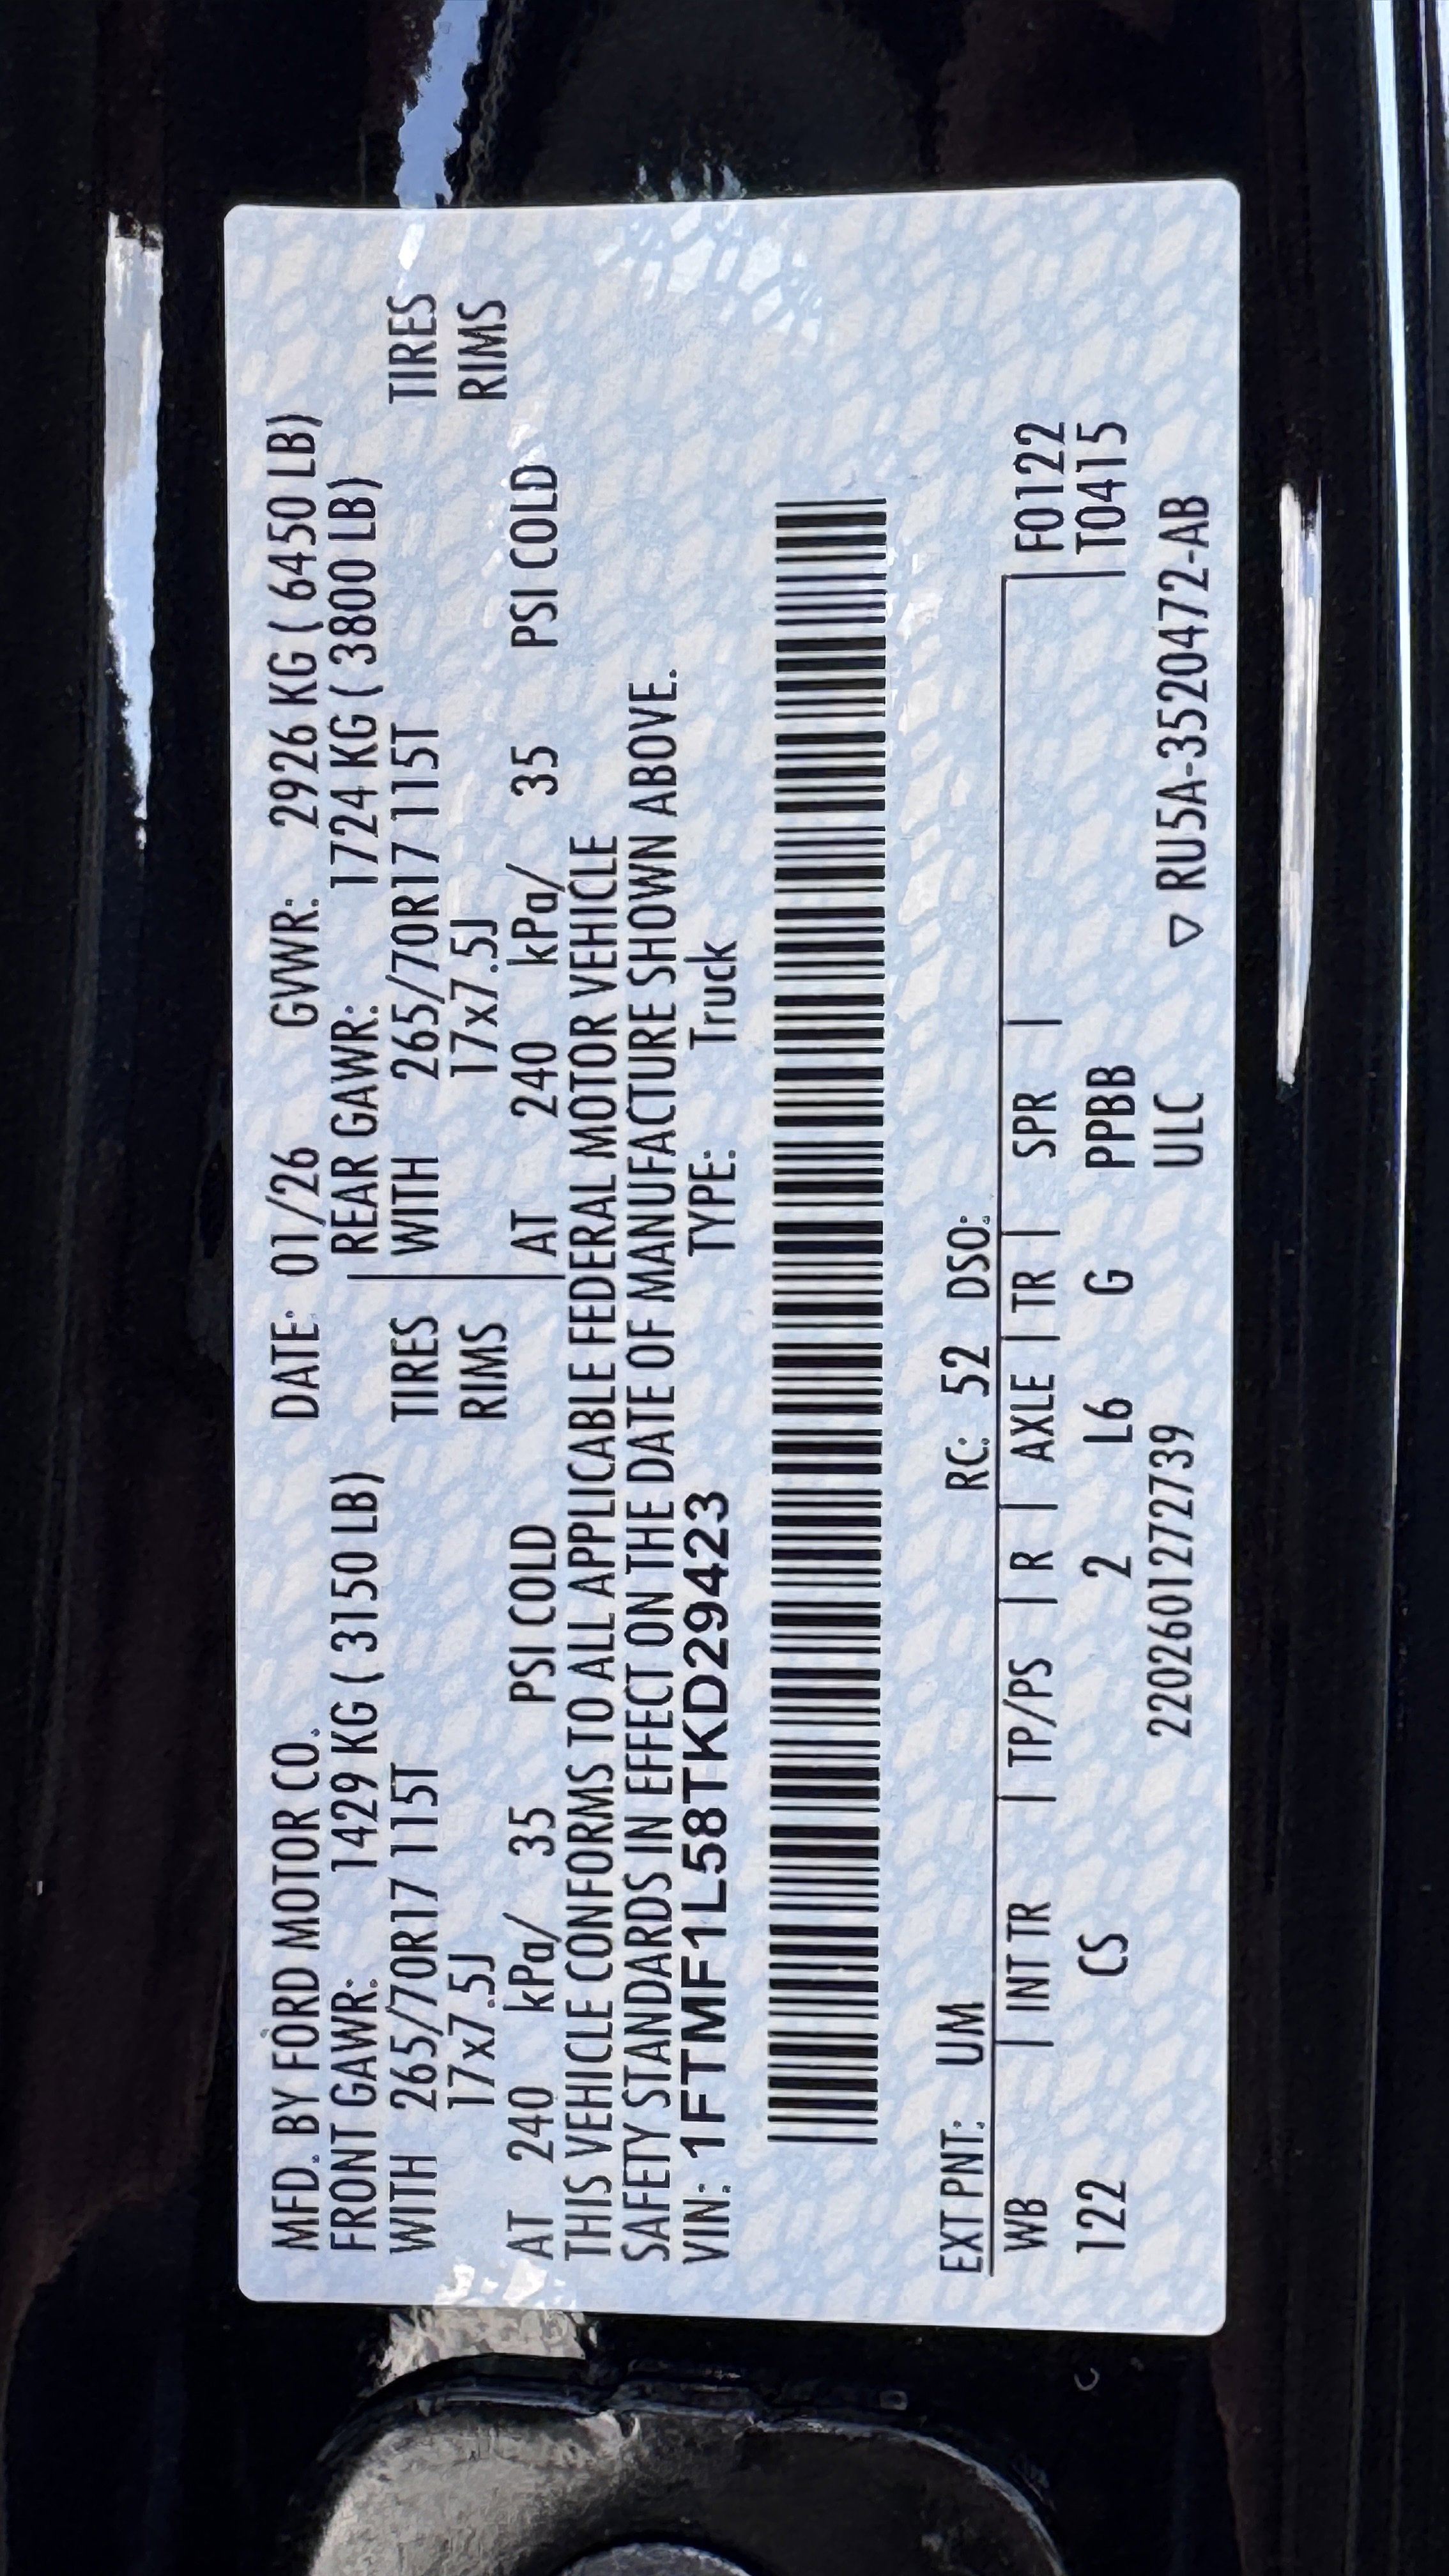 MFD. BY FORD MOTOR CO. DATE: 01/26 GVWR: 2926 KG ( 6450 LB)
FRONT GAWR: 1429 KG ( 3150 LB) REAR GAWR: 1724 KG ( 3800 LB)
WITH 265/70R17 115T TIRES WITH 265/70R17 115T TIRES
17x7.5J RIMS 17x7.5J RIMS
AT 240 kPa/ 35 PSI COLD AT 240 kPa/ 35 PSI COLD
THIS VEHICLE CONFORMS TO ALL APPLICABLE FEDERAL MOTOR VEHICLE
SAFETY STANDARDS IN EFFECT ON THE DATE OF MANUFACTURE SHOWN ABOVE.
VIN: 1FTMF1L58TKD29423 TYPE: Truck
EXT PNT: UM RC: 52 DSO:
WB | INT TR | TP/PS | R | AXLE | TR | SPR | F0122
122 CS 2 L6 G PPBB T0415
2202601272739 ULC ▽ RU5A-3520472-AB